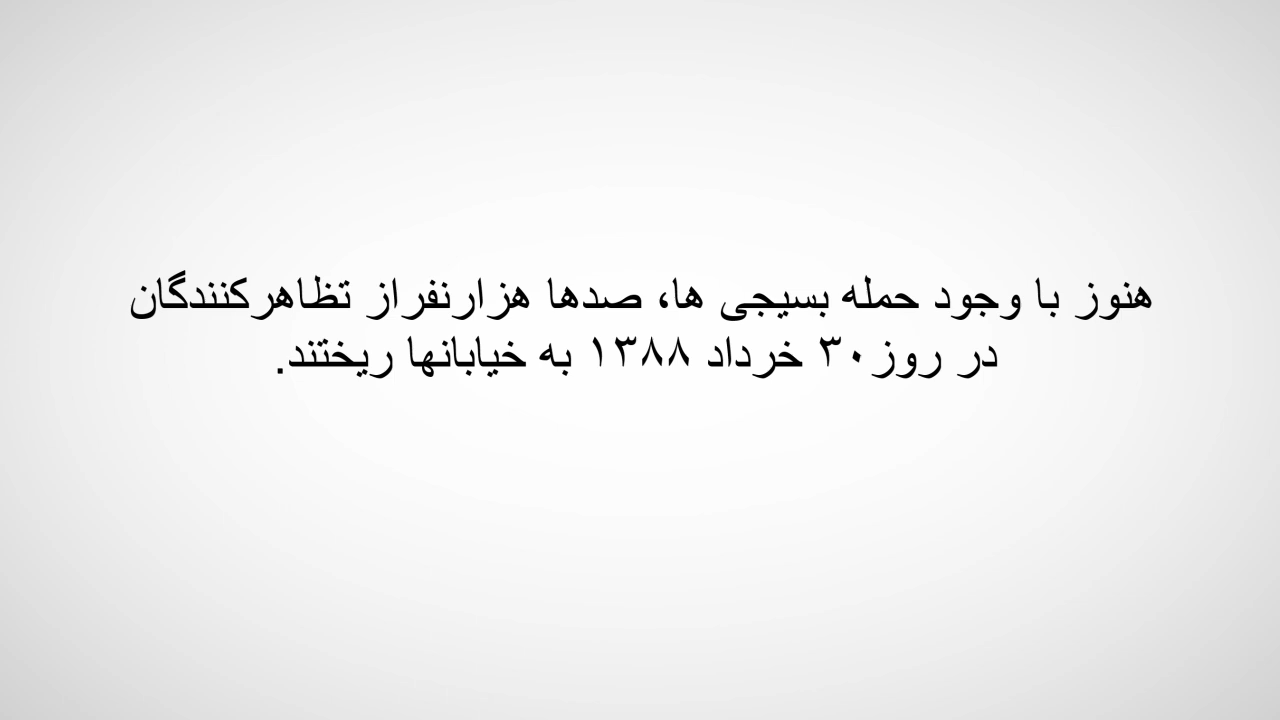 هنوز با وجود حمله بسیجی ها، صدها هزارنفراز تظاهرکنندگان
در روز۳۰ خرداد ۱۳۸۸ به خیابانها ریختند.